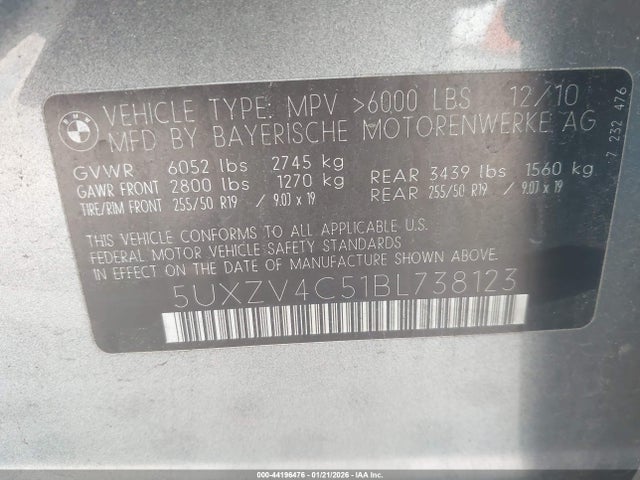 BMW
VEHICLE TYPE: MPV >6000 LBS 12/10
MFD BY BAYERISCHE MOTORENWERKE AG
GVWR 6052 lbs 2745 kg
GAWR FRONT 2800 lbs 1270 kg REAR 3439 lbs 1560 kg
TIRE/RIM FRONT 255/50 R19 / 9.0J x 19 REAR 255/50 R19 / 9.0J x 19
THIS VEHICLE CONFORMS TO ALL APPLICABLE U.S.
FEDERAL MOTOR VEHICLE SAFETY STANDARDS
IN EFFECT ON THE DATE OF MANUFACTURE SHOWN ABOVE.
5UXZV4C51BL738123
7 232 476
000-44196476 - 01/21/2026 - IAA Inc.